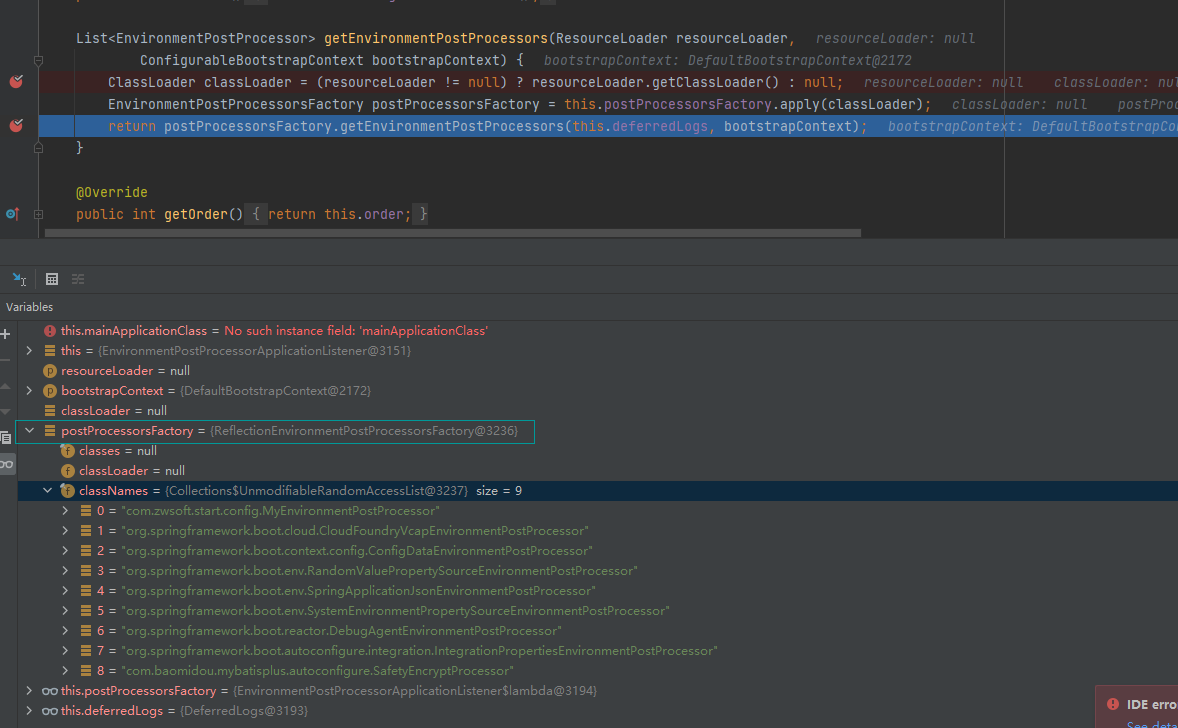 List<EnvironmentPostProcessor> getEnvironmentPostProcessors(ResourceLoader resourceLoader, resourceLoader: null
ConfigurableBootstrapContext bootstrapContext) { bootstrapContext: DefaultBootstrapContext@2172
ClassLoader classLoader = (resourceLoader != null) ? resourceLoader.getClassLoader() : null; resourceLoader: null classLoader: nul
EnvironmentPostProcessorsFactory postProcessorsFactory = this.postProcessorsFactory.apply(classLoader); classLoader: null postProc
return postProcessorsFactory.getEnvironmentPostProcessors(this.deferredLogs, bootstrapContext); bootstrapContext: DefaultBootstrapCo
}
@Override
public int getOrder() { return this.order; }
Variables
this.mainApplicationClass = No such instance field: 'mainApplicationClass'
this = {EnvironmentPostProcessorApplicationListener@3151}
resourceLoader = null
bootstrapContext = {DefaultBootstrapContext@2172}
classLoader = null
postProcessorsFactory = {ReflectionEnvironmentPostProcessorsFactory@3236}
classes = null
classLoader = null
classNames = {Collections$UnmodifiableRandomAccessList@3237} size = 9
0 = "com.zwsoft.start.config.MyEnvironmentPostProcessor"
1 = "org.springframework.boot.cloud.CloudFoundryVcapEnvironmentPostProcessor"
2 = "org.springframework.boot.context.config.ConfigDataEnvironmentPostProcessor"
3 = "org.springframework.boot.env.RandomValuePropertySourceEnvironmentPostProcessor"
4 = "org.springframework.boot.env.SpringApplicationJsonEnvironmentPostProcessor"
5 = "org.springframework.boot.env.SystemEnvironmentPropertySourceEnvironmentPostProcessor"
6 = "org.springframework.boot.reactor.DebugAgentEnvironmentPostProcessor"
7 = "org.springframework.boot.autoconfigure.integration.IntegrationPropertiesEnvironmentPostProcessor"
8 = "com.baomidou.mybatisplus.autoconfigure.SafetyEncryptProcessor"
this.postProcessorsFactory = {EnvironmentPostProcessorApplicationListener$lambda@3194}
this.deferredLogs = {DeferredLogs@3193}
IDE erro
See deta